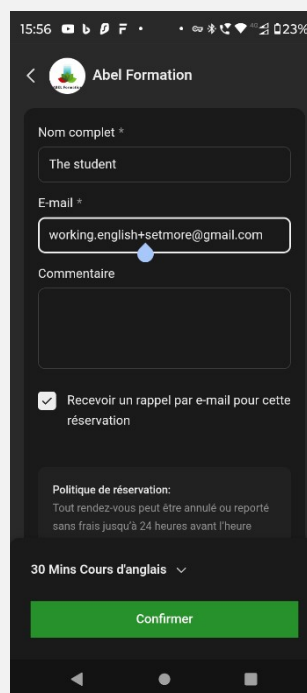 15:56
23%
Abel Formation
Nom complet *
The student
E-mail *
working.english+setmore@gmail.com
Commentaire
Recevoir un rappel par e-mail pour cette
réservation
Politique de réservation:
Tout rendez-vous peut être annulé ou reporté
sans frais jusqu'à 24 heures avant l'heure
30 Mins Cours d'anglais
Confirmer